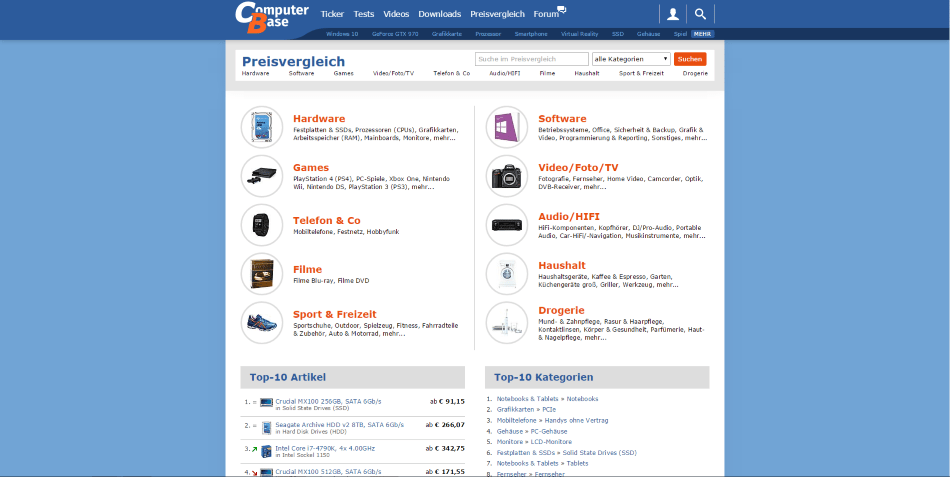 Computer Base
Ticker Tests Videos Downloads Preisvergleich Forum
Windows 10 GeForce GTX 970 Grafikkarte Prozessor Smartphone Virtual Reality SSD Gehäuse Spiel MEHR
Preisvergleich
Suche im Preisvergleich alle Kategorien Suchen
Hardware Software Games Video/Foto/TV Telefon & Co Audio/HIFI Filme Haushalt Sport & Freizeit Drogerie
Hardware
Festplatten & SSDs, Prozessoren (CPUs), Grafikkarten,
Arbeitsspeicher (RAM), Mainboards, Monitore, mehr...
Games
PlayStation 4 (PS4), PC-Spiele, Xbox One, Nintendo
Wii, Nintendo DS, PlayStation 3 (PS3), mehr...
Telefon & Co
Mobiltelefone, Festnetz, Hobbyfunk
Filme
Filme Blu-ray, Filme DVD
Sport & Freizeit
Sportschuhe, Outdoor, Spielzeug, Fitness, Fahrradteile
& Zubehör, Auto & Motorrad, mehr...
Software
Betriebssysteme, Office, Sicherheit & Backup, Grafik &
Video, Programmierung & Reporting, Sonstiges, mehr...
Video/Foto/TV
Fotografie, Fernseher, Home Video, Camcorder, Optik,
DVB-Receiver, mehr...
Audio/HIFI
HiFi-Komponenten, Kopfhörer, DJ/Pro-Audio, Portable
Audio, Car-HiFi/-Navigation, Musikinstrumente, mehr...
Haushalt
Haushaltsgeräte, Kaffee & Espresso, Garten,
Küchengeräte groß, Griller, Werkzeug, mehr...
Drogerie
Mund- & Zahnpflege, Rasur & Haarpflege,
Kontaktlinsen, Körper & Gesundheit, Parfümerie, Haut-
& Nagelpflege, mehr...
Top-10 Artikel
1. = Crucial MX100 256GB, SATA 6Gb/s ab € 91,15
in Solid State Drives (SSD)
2. = Seagate Archive HDD v2 8TB, SATA 6Gb/s ab € 266,07
in Hard Disk Drives (HDD)
3. Intel Core i7-4790K, 4x 4.00GHz ab € 342,75
in Intel Sockel 1150
4. Crucial MX100 512GB, SATA 6Gb/s ab € 171,55
Top-10 Kategorien
1. Notebooks & Tablets » Notebooks
2. Grafikkarten » PCIe
3. Mobiltelefone » Handys ohne Vertrag
4. Gehäuse » PC-Gehäuse
5. Monitore » LCD-Monitore
6. Festplatten & SSDs » Solid State Drives (SSD)
7. Notebooks & Tablets » Tablets
8. Fernseher » Fernseher